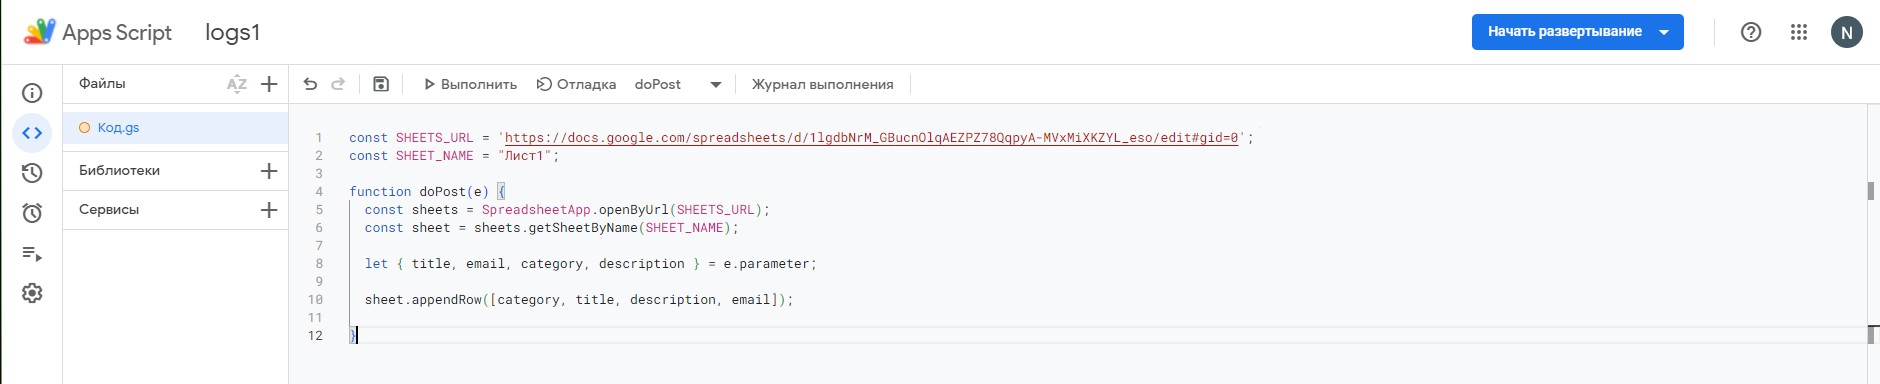 Apps Script logs1 Начать развертывание N
Файлы AZ
Выполнить Отладка doPost Журнал выполнения
Код.gs
Библиотеки
Сервисы
1 const SHEETS_URL = 'https://docs.google.com/spreadsheets/d/1lgdbNrM_GBucnOlqAEZPZ78QqpyA-MVxMiXKZYL_eso/edit#gid=0';
2 const SHEET_NAME = "Лист1";
3
4 function doPost(e) {
5 const sheets = SpreadsheetApp.openByUrl(SHEETS_URL);
6 const sheet = sheets.getSheetByName(SHEET_NAME);
7
8 let { title, email, category, description } = e.parameter;
9
10 sheet.appendRow([category, title, description, email]);
11
12 }